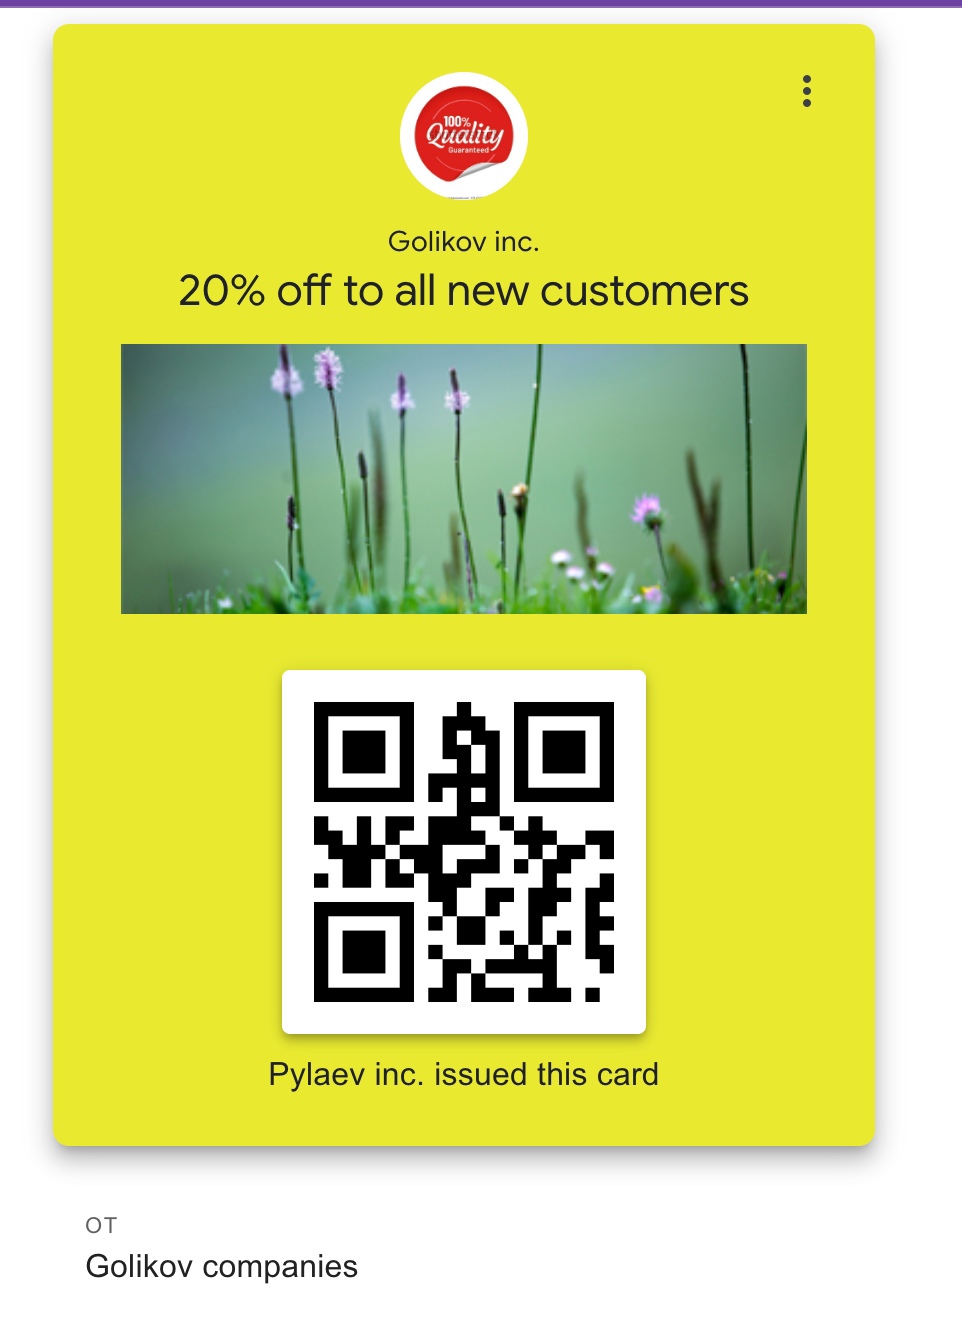 100%
Quality
Guaranteed
Golikov inc.
20% off to all new customers
Pylaev inc. issued this card
ОТ
Golikov companies